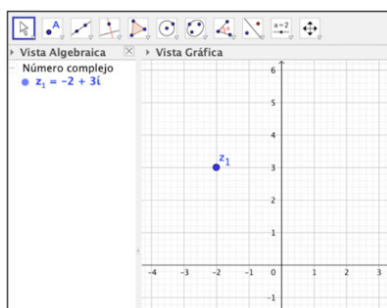 A
a=2
Vista Algebraica
Vista Gráfica
Número complejo
z₁ = -2 + 3i
z₁
6
5
4
3
2
1
-4 -3 -2 -1 0 1 2 3
-1